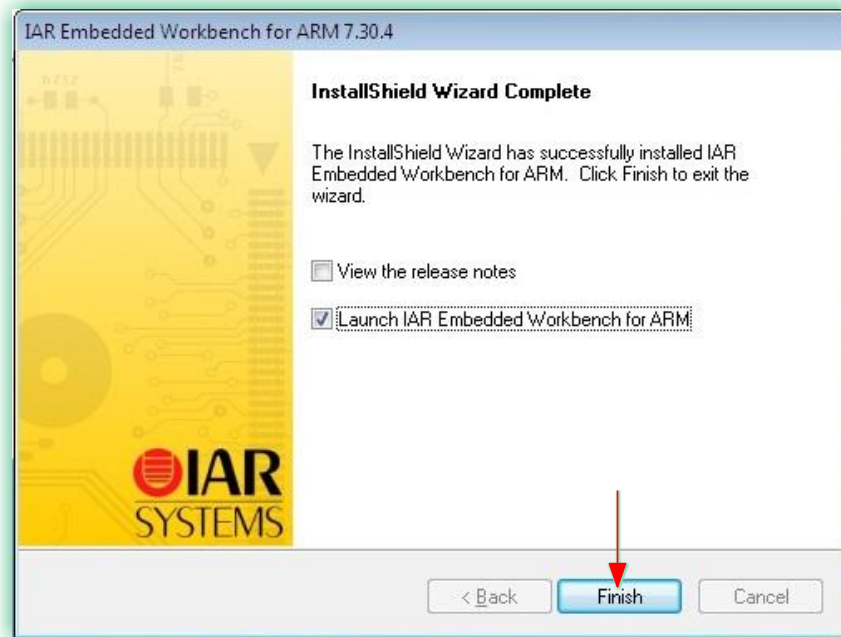 IAR Embedded Workbench for ARM 7.30.4
InstallShield Wizard Complete
The InstallShield Wizard has successfully installed IAR
Embedded Workbench for ARM. Click Finish to exit the
wizard.
View the release notes
Launch IAR Embedded Workbench for ARM
IAR
SYSTEMS
< Back
Finish
Cancel